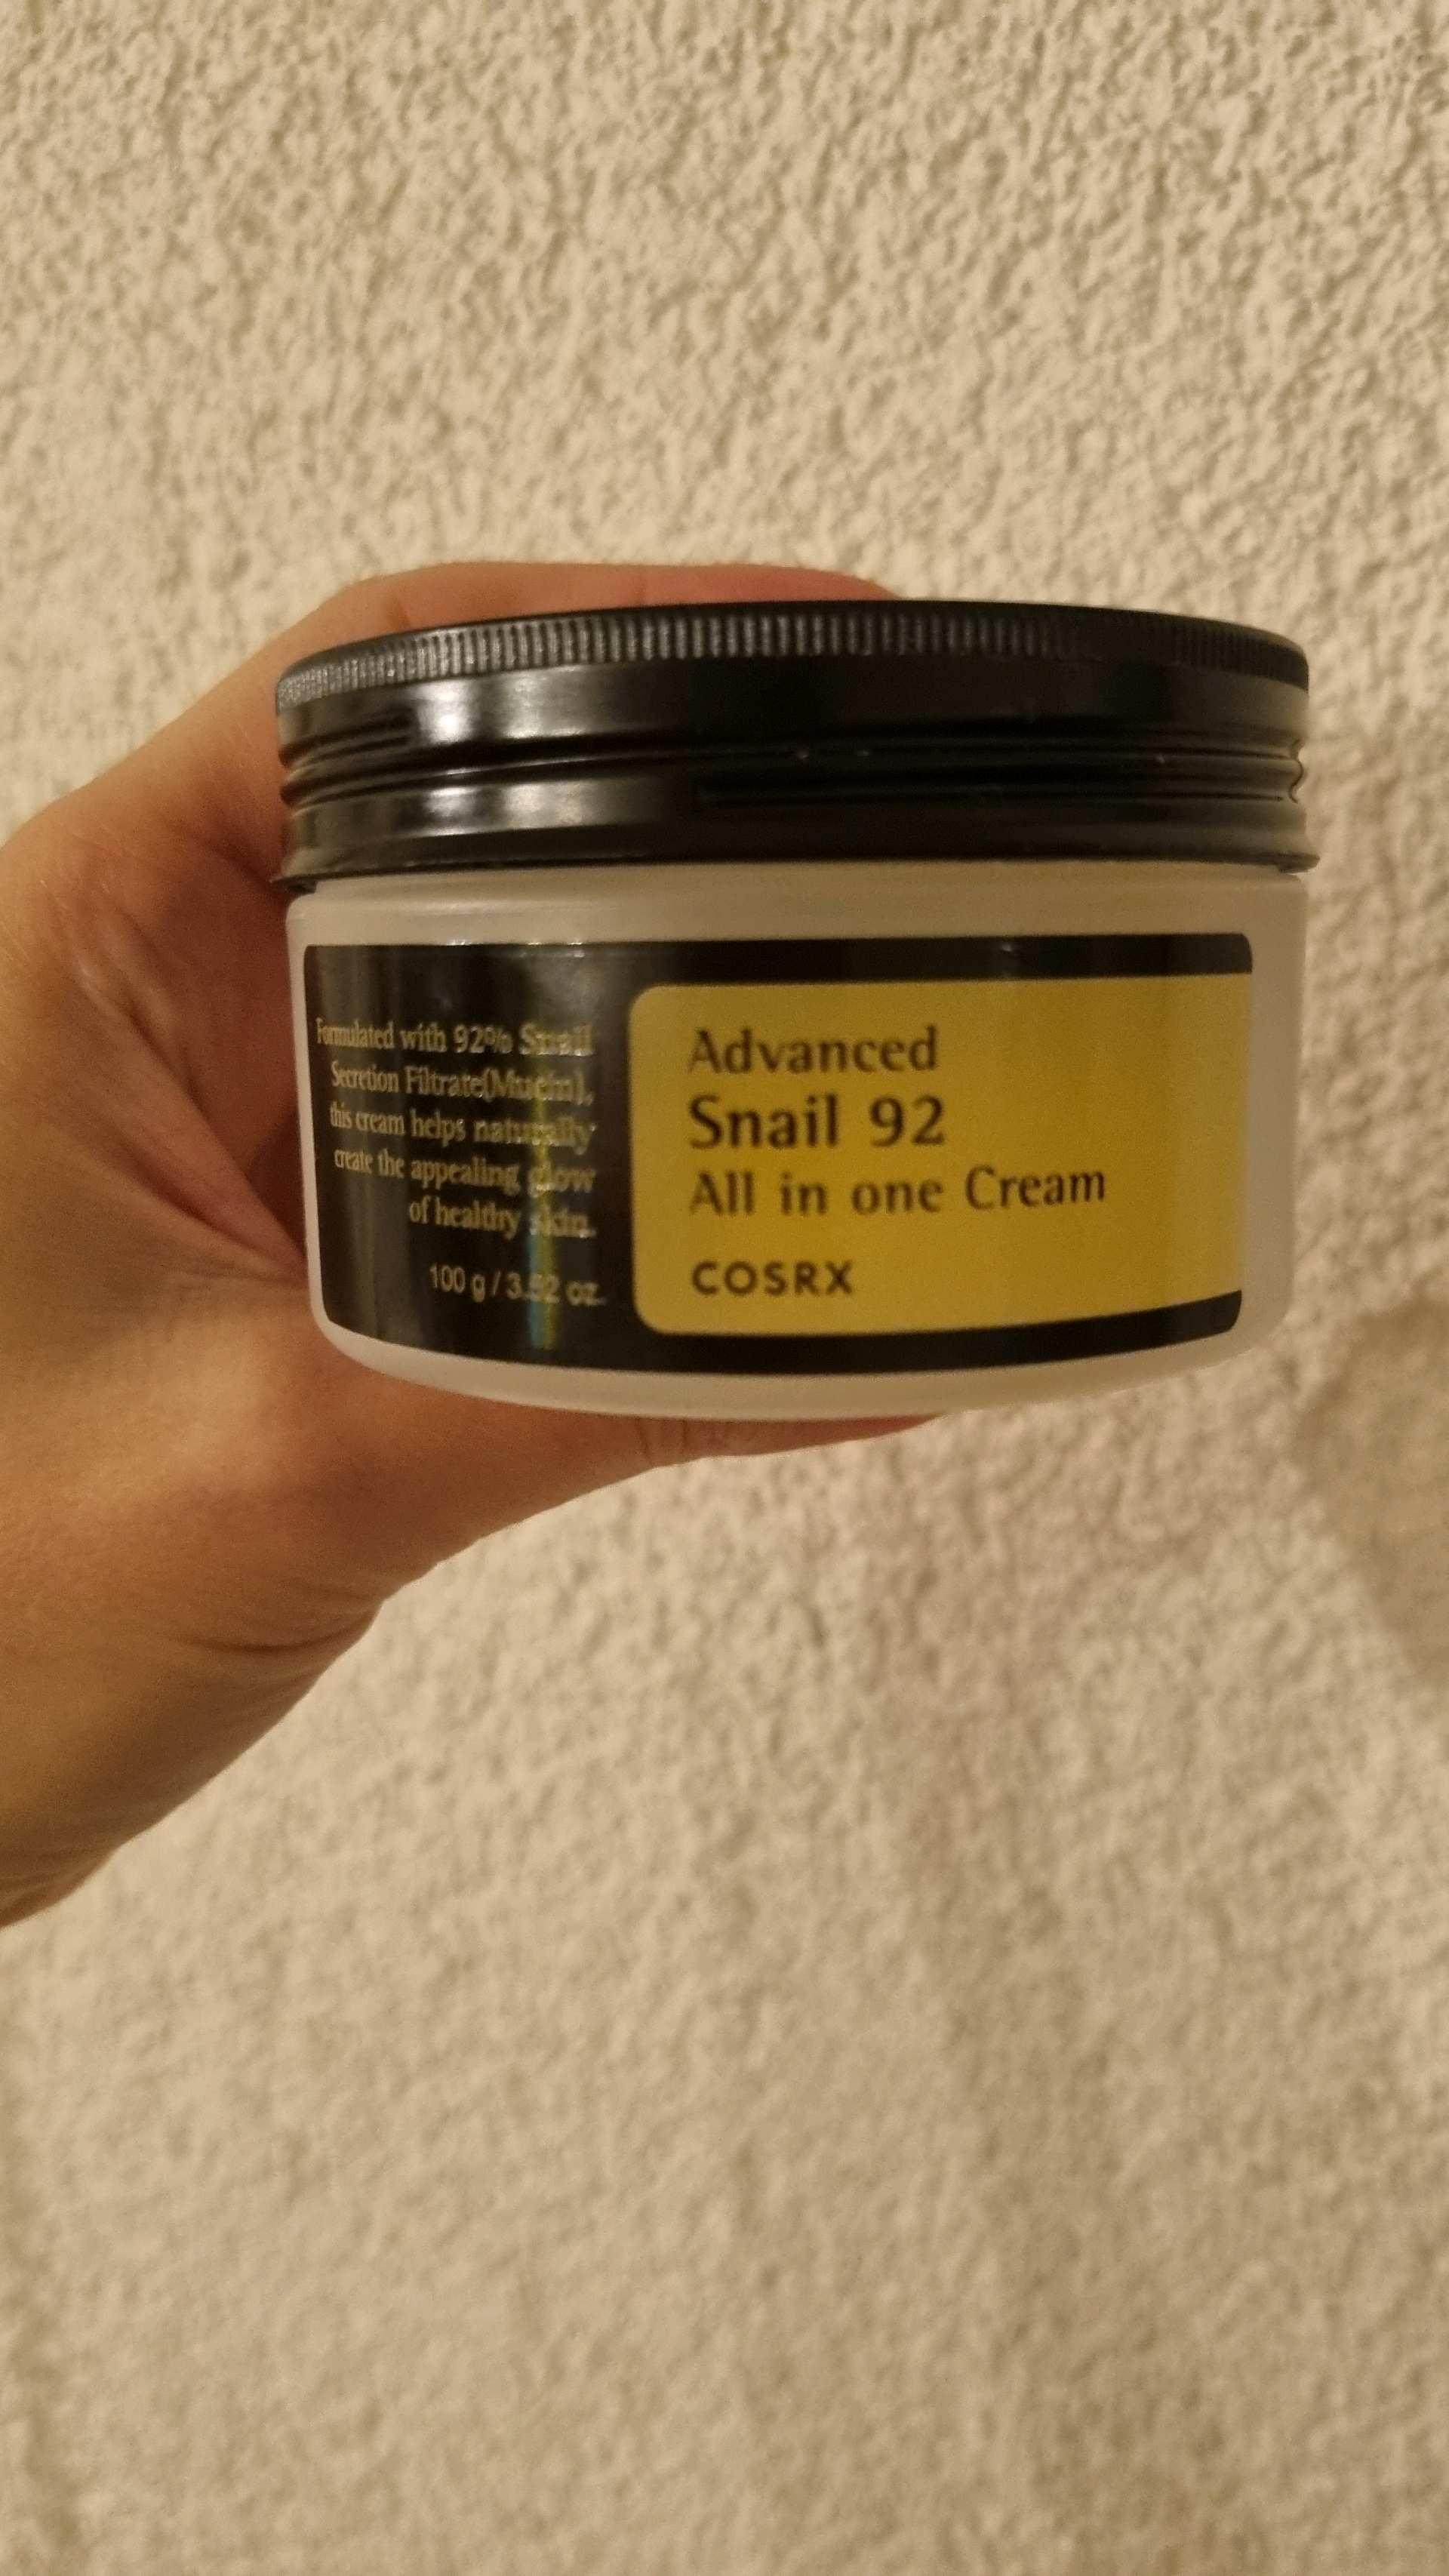 Formulated with 92% Snail
Secretion Filtrate(Mucin),
this cream helps naturally
create the appealing glow
of healthy skin.
100 g / 3.52 oz.
Advanced
Snail 92
All in one Cream
COSRX